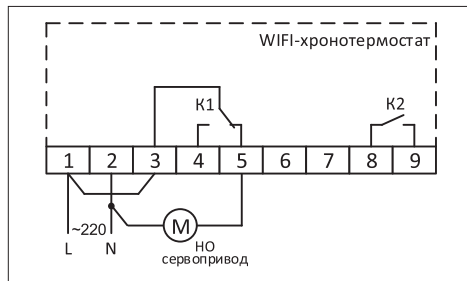 WIFI-хронотермостат
К1
К2
1 2 3 4 5 6 7 8 9
~220
L N
М
НО
сервопривод